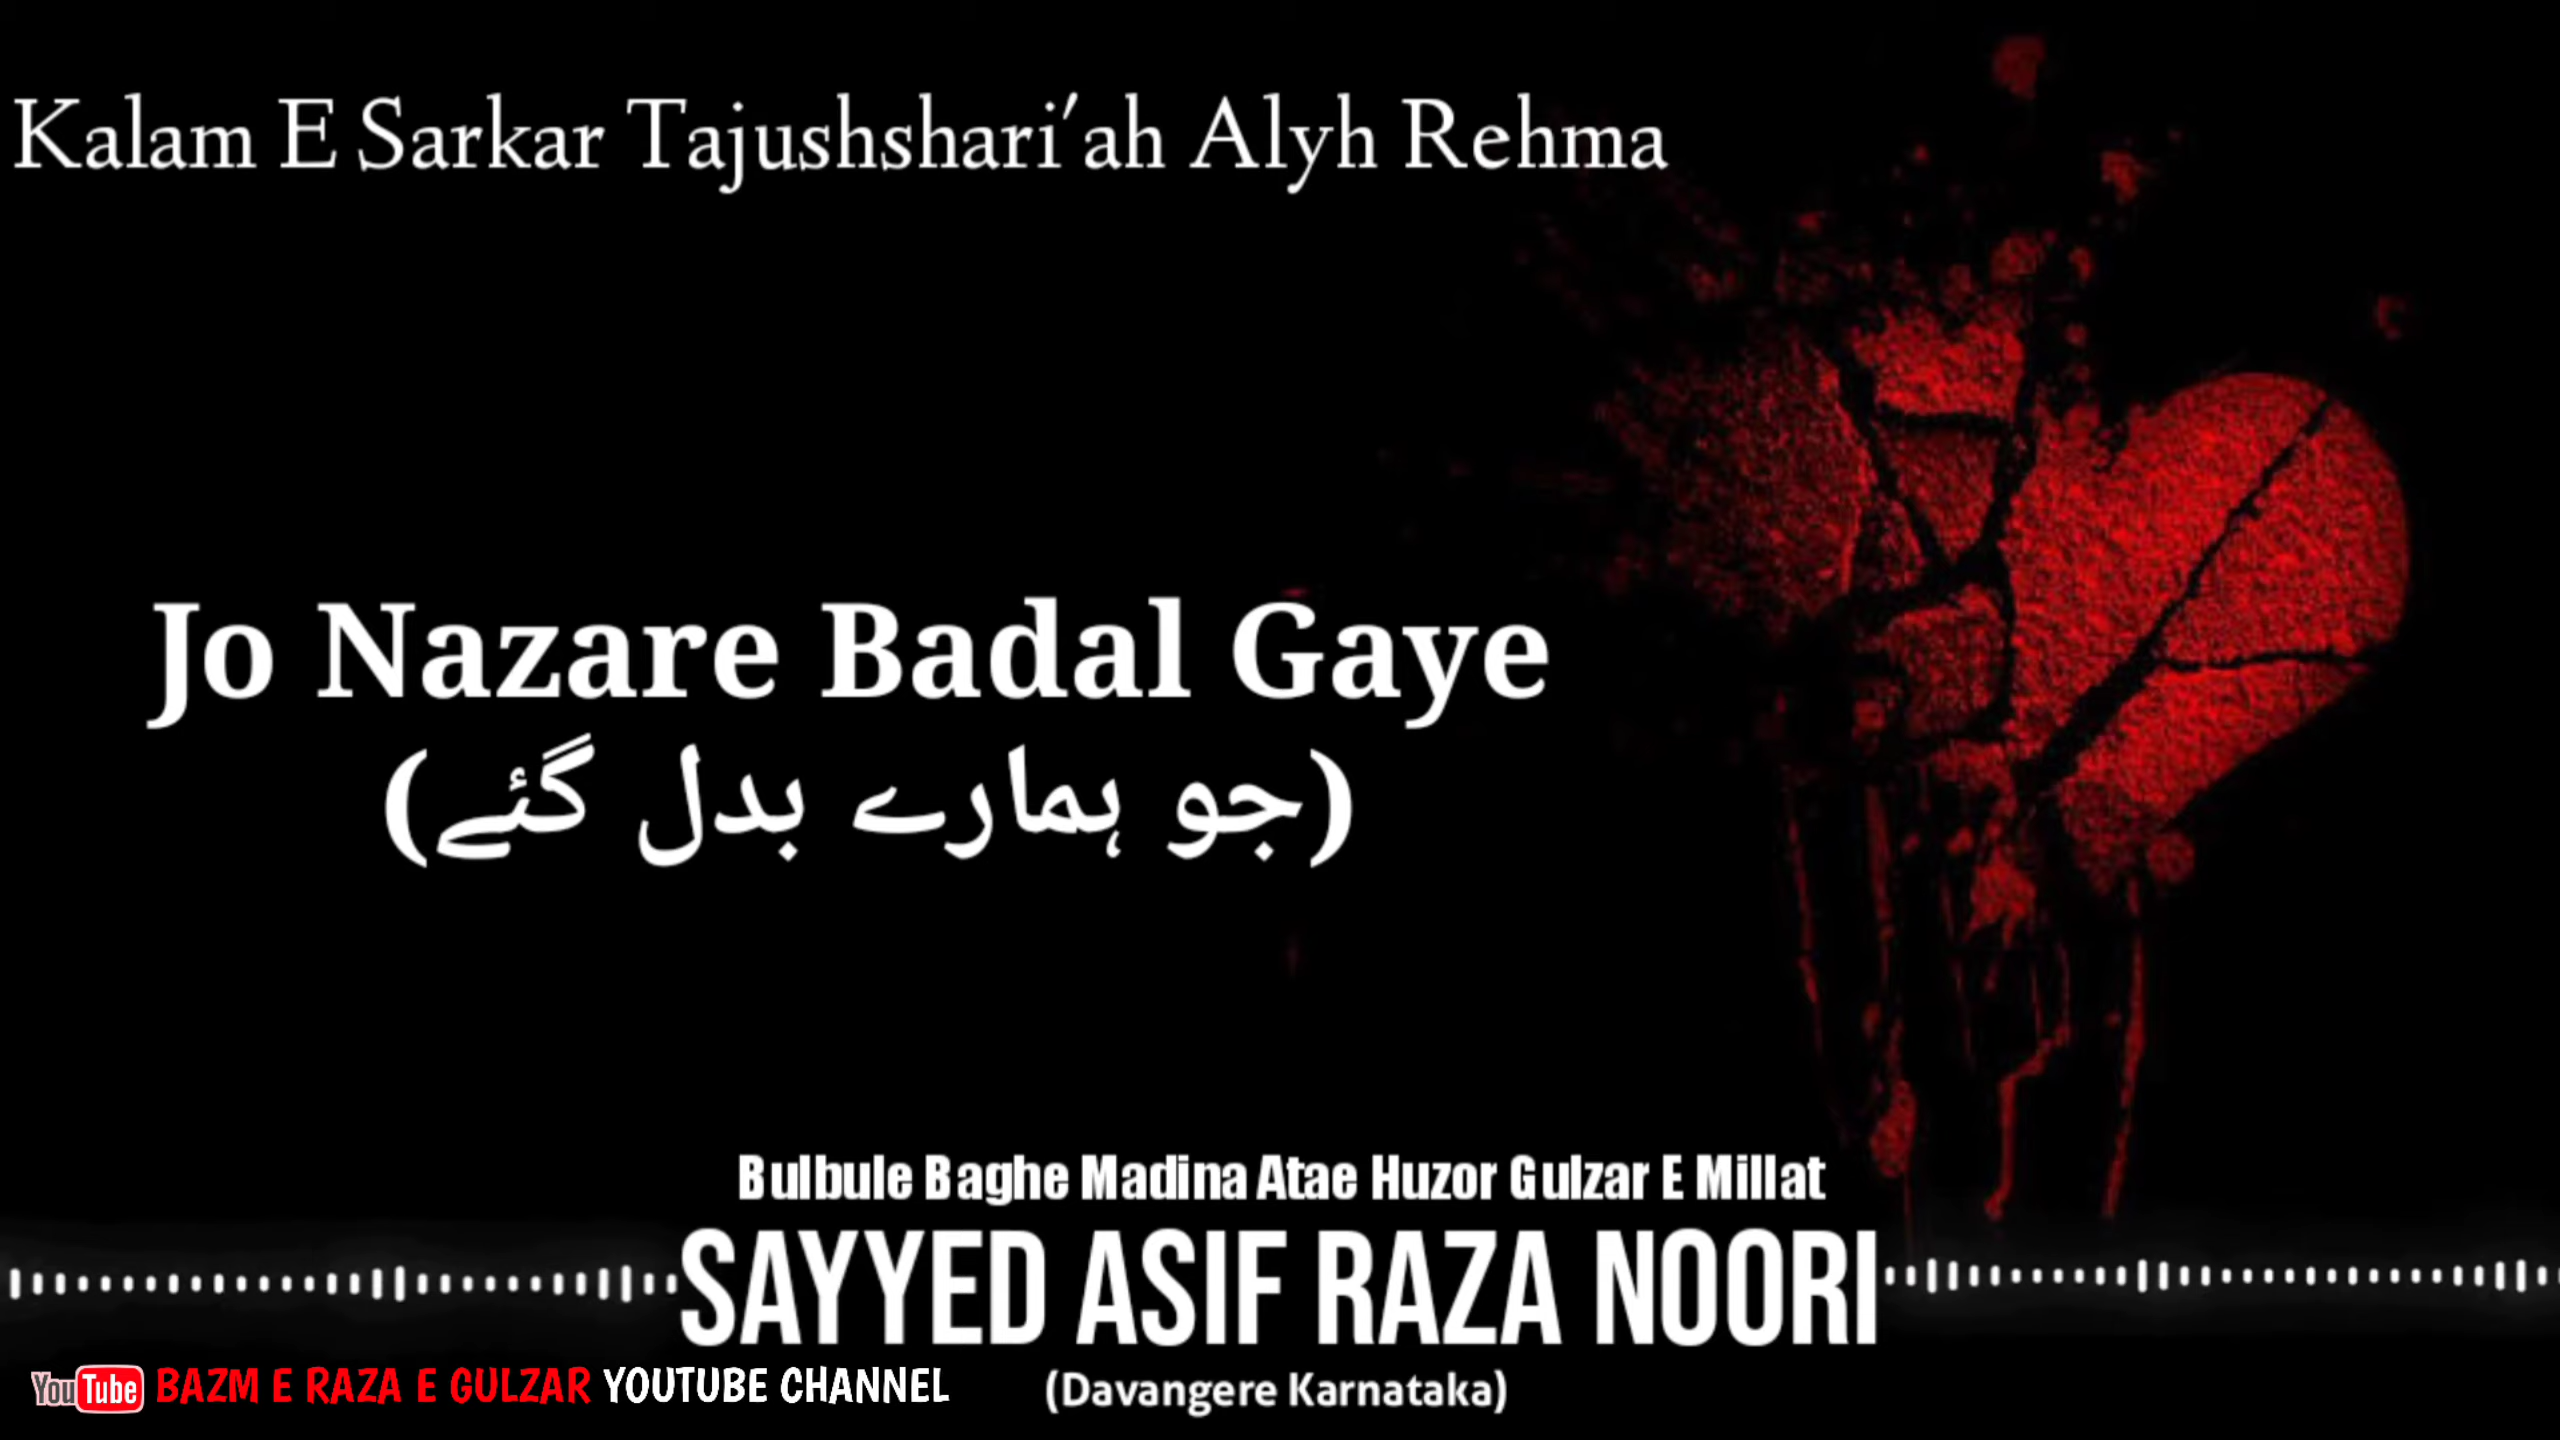 Kalam E Sarkar Tajushshari'ah Alyh Rehma
Jo Nazare Badal Gaye
(جو ہمارے بدل گئے)
Bulbule Baghe Madina Atae Huzor Gulzar E Millat
SAYYED ASIF RAZA NOORI
(Davangere Karnataka)
YouTube BAZM E RAZA E GULZAR YOUTUBE CHANNEL